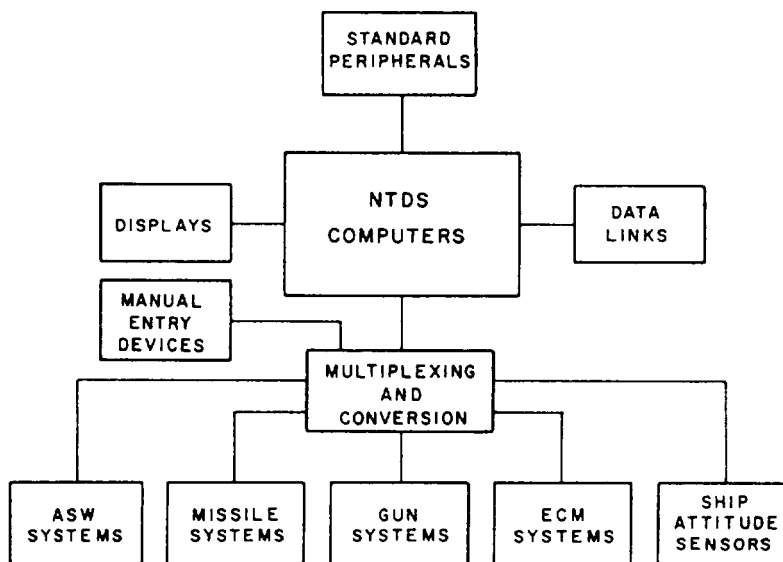 STANDARD
PERIPHERALS
NTDS
COMPUTERS
DISPLAYS
DATA
LINKS
MANUAL
ENTRY
DEVICES
MULTIPLEXING
AND
CONVERSION
ASW
SYSTEMS
MISSILE
SYSTEMS
GUN
SYSTEMS
ECM
SYSTEMS
SHIP
ATTITUDE
SENSORS